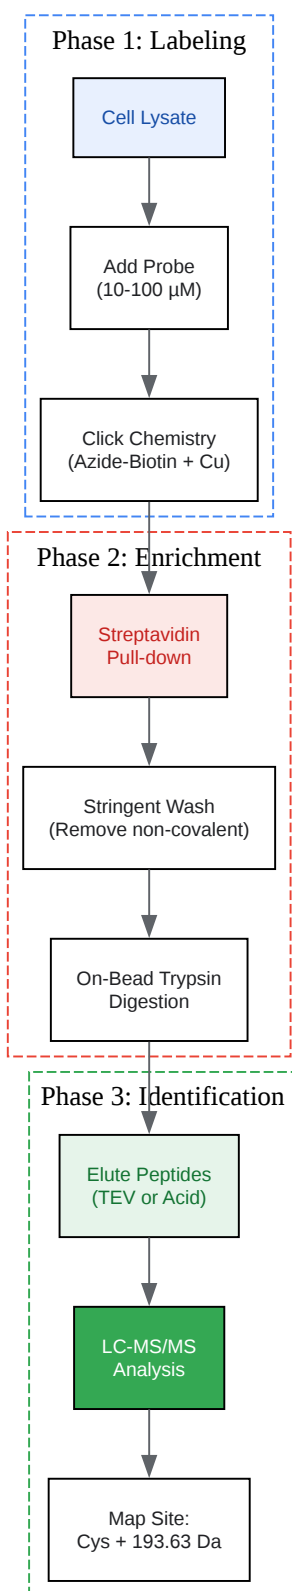 Phase 1: Labeling
Cell Lysate
Add Probe
(10-100 µM)
Click Chemistry
(Azide-Biotin + Cu)
Phase 2: Enrichment
Streptavidin
Pull-down
Stringent Wash
(Remove non-covalent)
On-Bead Trypsin
Digestion
Phase 3: Identification
Elute Peptides
(TEV or Acid)
LC-MS/MS
Analysis
Map Site:
Cys + 193.63 Da